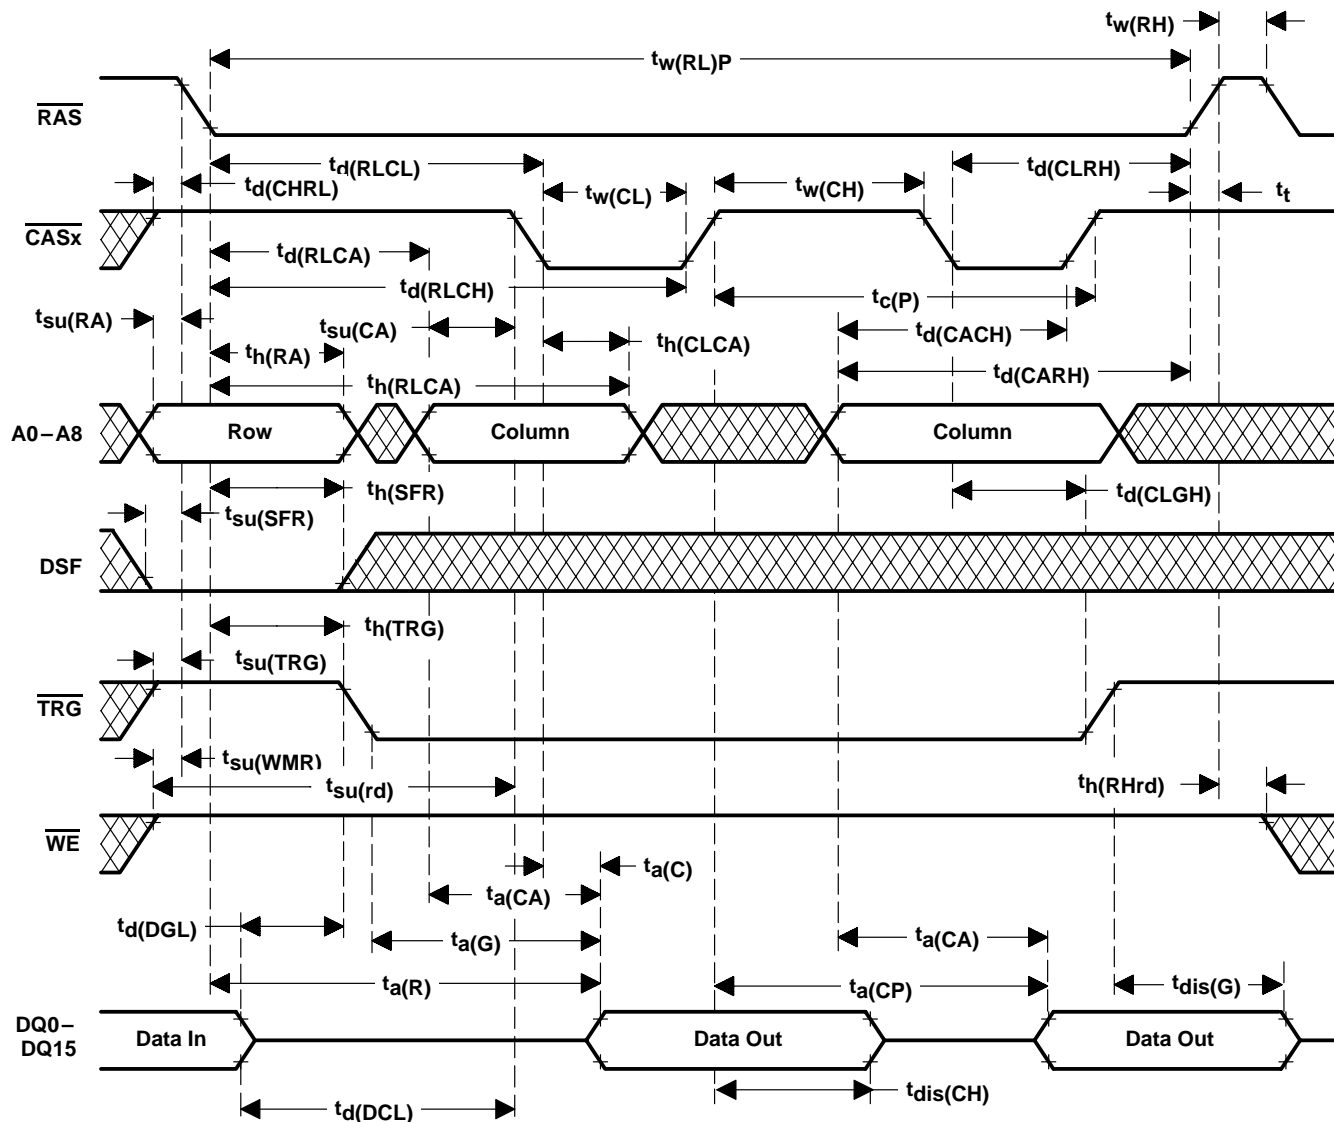 tw(RH)
tw(RL)P
RAS
td(RLCL)
td(CLRH)
td(CHRL)
tw(CL)
tw(CH)
tt
CASx
td(RLCA)
td(RLCH)
tc(P)
tsu(RA)
tsu(CA)
td(CACH)
th(RA)
th(CLCA)
th(RLCA)
td(CARH)
A0–A8
Row
Column
Column
th(SFR)
td(CLGH)
tsu(SFR)
DSF
th(TRG)
tsu(TRG)
TRG
tsu(WMR)
tsu(rd)
th(RHrd)
WE
ta(C)
ta(CA)
td(DGL)
ta(G)
ta(CA)
ta(R)
ta(CP)
tdis(G)
DQ0–
DQ15
Data In
Data Out
Data Out
tdis(CH)
td(DCL)